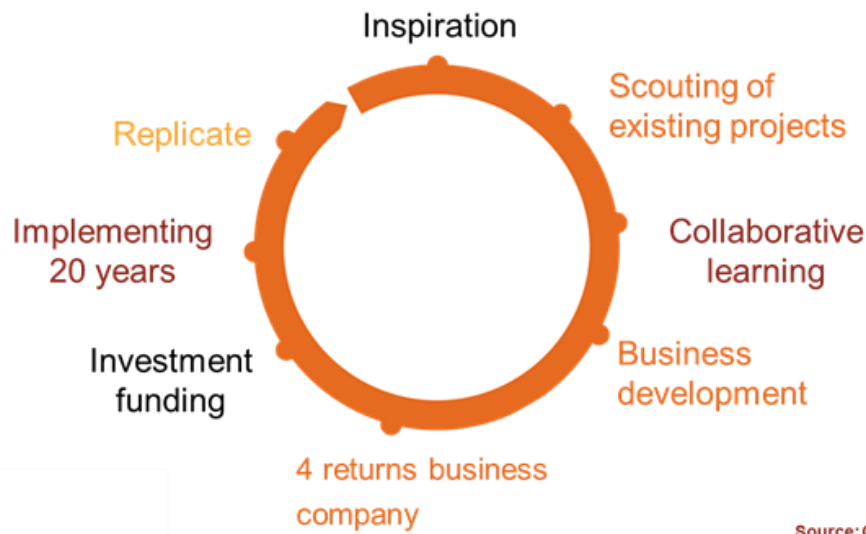 Inspiration
Scouting of
existing projects
Collaborative
learning
Business
development
4 returns business
company
Investment
funding
Implementing
20 years
Replicate
Source: